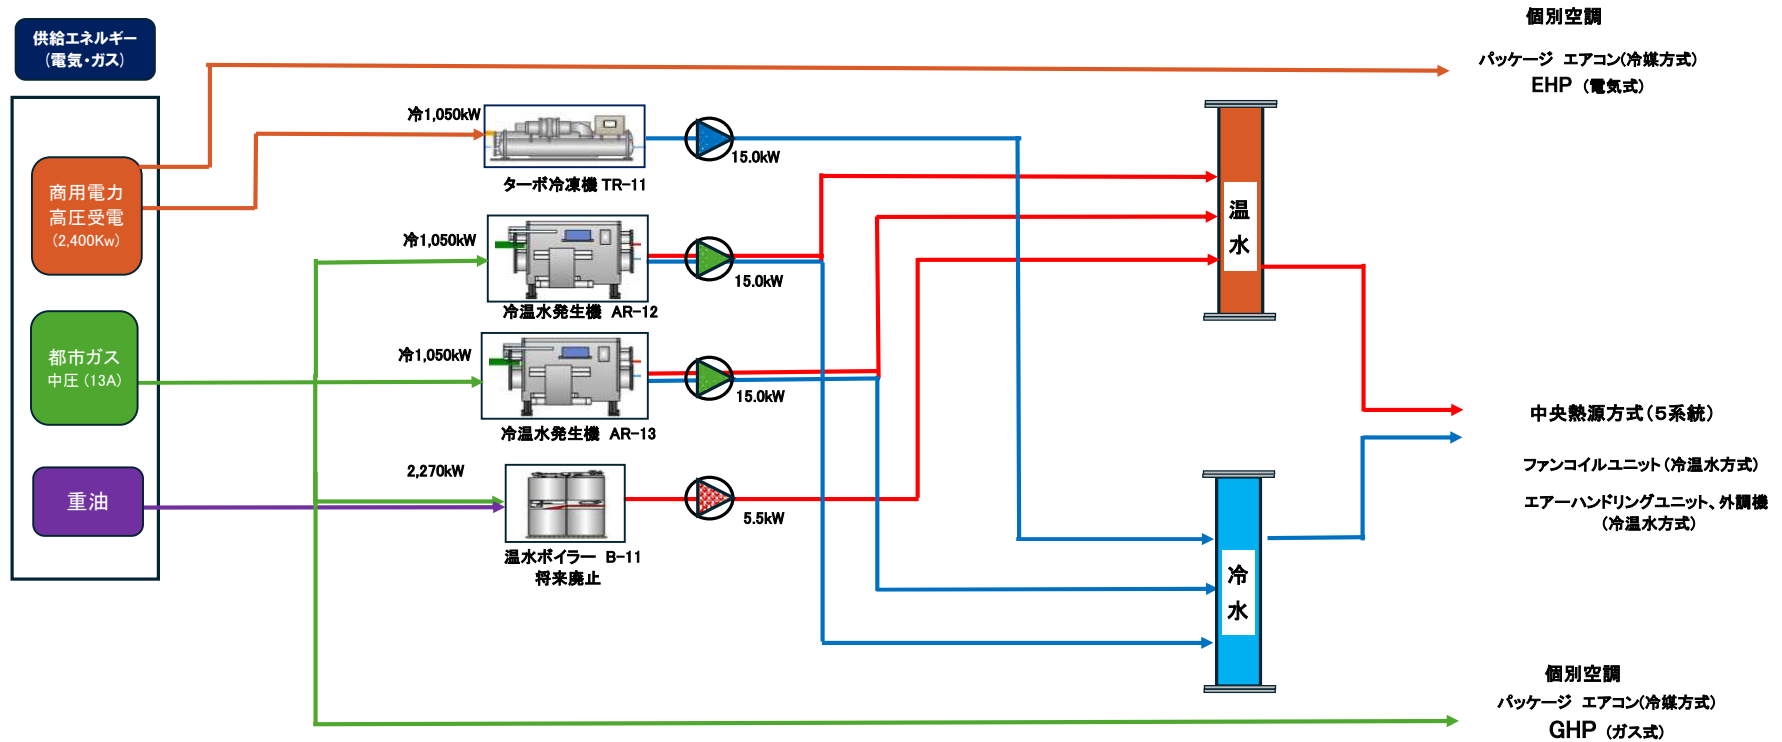 供給エネルギー
(電気・ガス)
商用電力
高圧受電
(2,400Kw)
都市ガス
中圧(13A)
重油
冷1,050kW
ターボ冷凍機 TR-11
15.0kW
冷1,050kW
冷温水発生機 AR-12
15.0kW
冷1,050kW
冷温水発生機 AR-13
15.0kW
2,270kW
温水ボイラー B-11
将来廃止
5.5kW
温
水
冷
水
個別空調
パッケージ エアコン(冷媒方式)
EHP (電気式)
中央熱源方式(5系統)
ファンコイルユニット(冷温水方式)
エアーハンドリングユニット、外調機
(冷温水方式)
個別空調
パッケージ エアコン(冷媒方式)
GHP (ガス式)